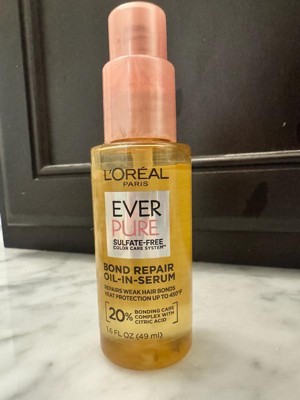 L'ORÉAL
PARIS
EVER
PURE
SULFATE-FREE
COLOR CARE SYSTEM™
BOND REPAIR
OIL-IN-SERUM
REPAIRS WEAK HAIR BONDS
HEAT PROTECTION UP TO 450°F
20% BONDING CARE
COMPLEX WITH
CITRIC ACID
1.6 FL OZ (49 ml)